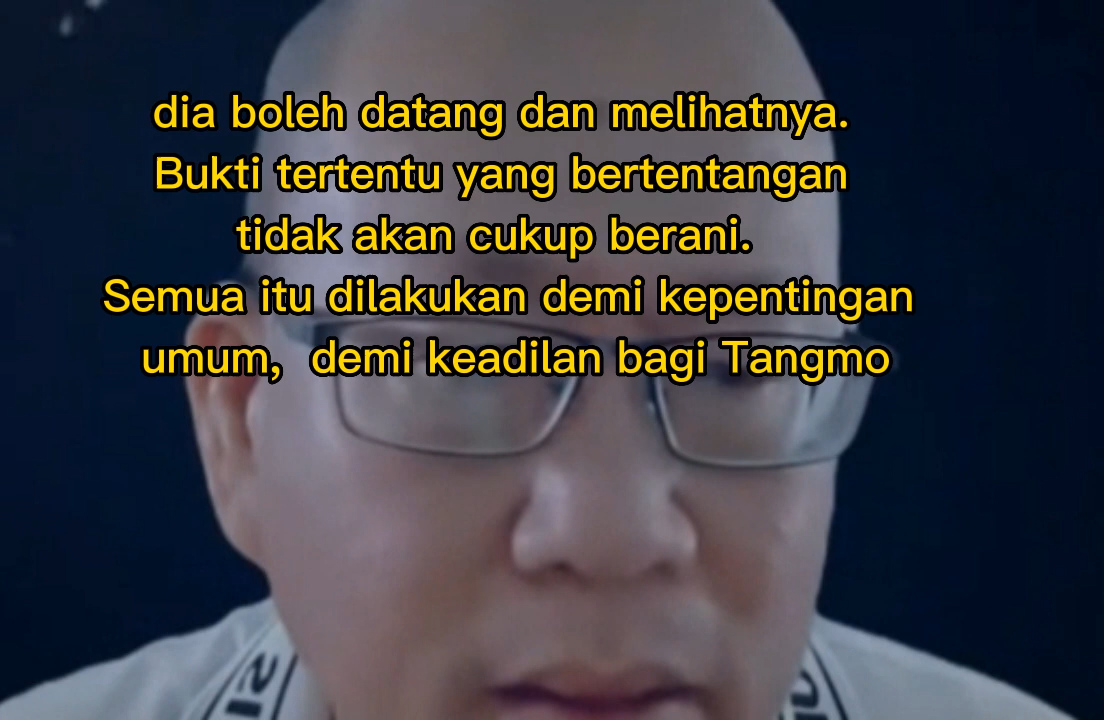 dia boleh datang dan melihatnya.
Bukti tertentu yang bertentangan
tidak akan cukup berani.
Semua itu dilakukan demi kepentingan
umum, demi keadilan bagi Tangmo